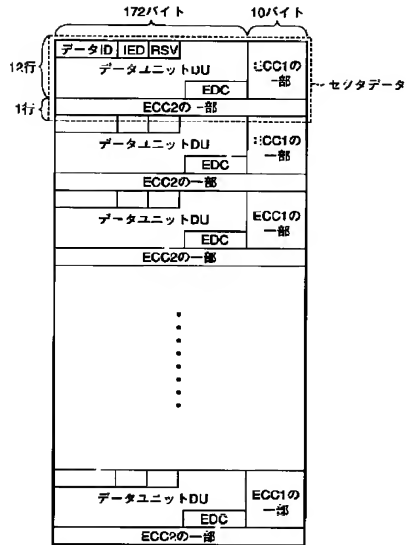 172バイト 10バイト
12行
データID IED RSV
データユニットDU
ECC1の
一部
セクタデータ
EDC
1行
ECC2の一部
データユニットDU
ECC1の
一部
EDC
ECC2の一部
データユニットDU
ECC1の
一部
EDC
ECC2の一部
データユニットDU
ECC1の
一部
EDC
ECC2の一部